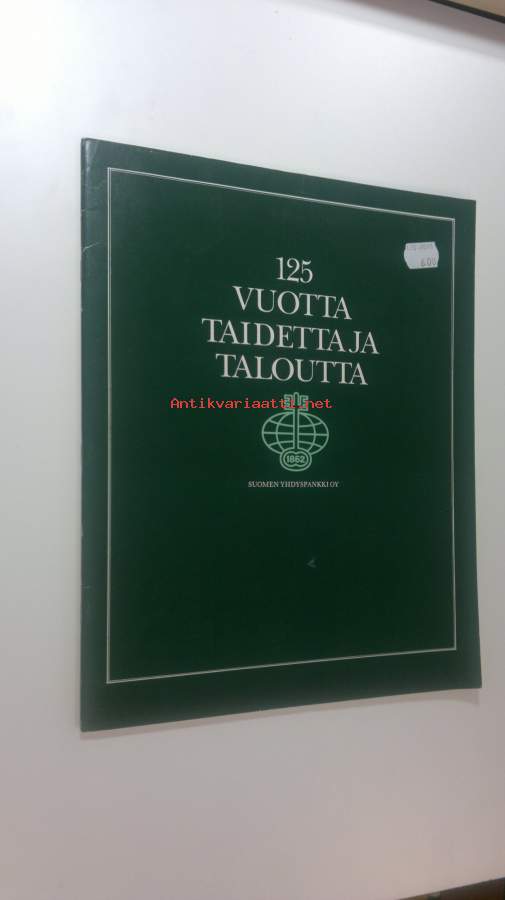 6.00
125
VUOTTA
TAIDETTA JA
TALOUTTA
Antikvariaatti.net
1862
SUOMEN YHDYSPANKKI OY